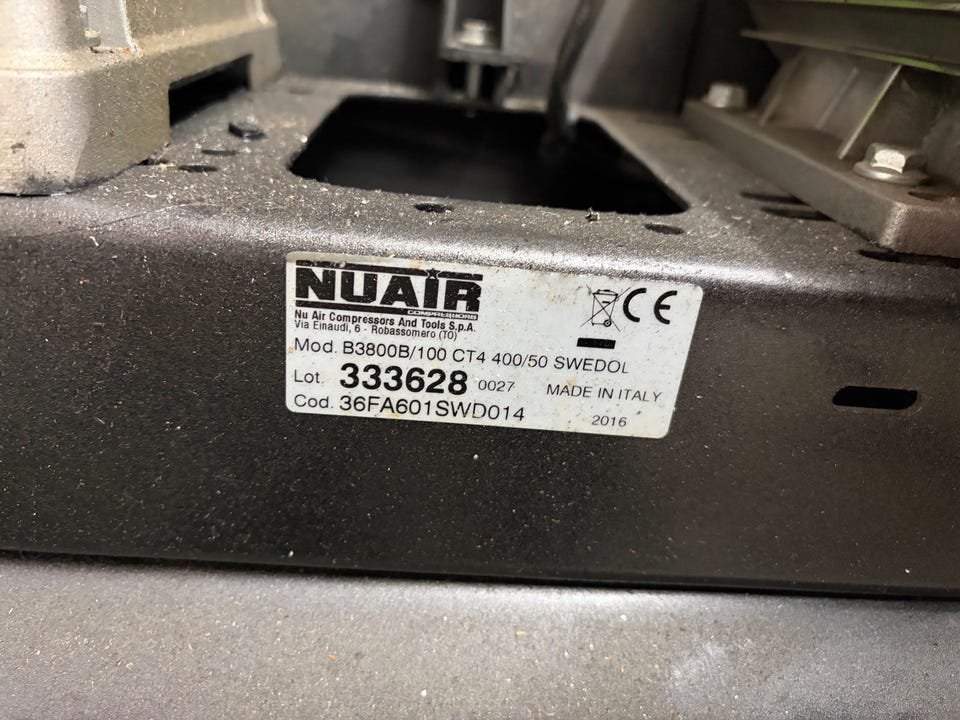 NUAIR
COMPRESSORS
Nu Air Compressors And Tools S.p.A.
Via Einaudi, 6 - Robassomero (TO)
CE
Mod. B3800B/100 CT4 400/50 SWEDOL
Lot. 333628 0027 MADE IN ITALY
Cod. 36FA601SWD014 2016